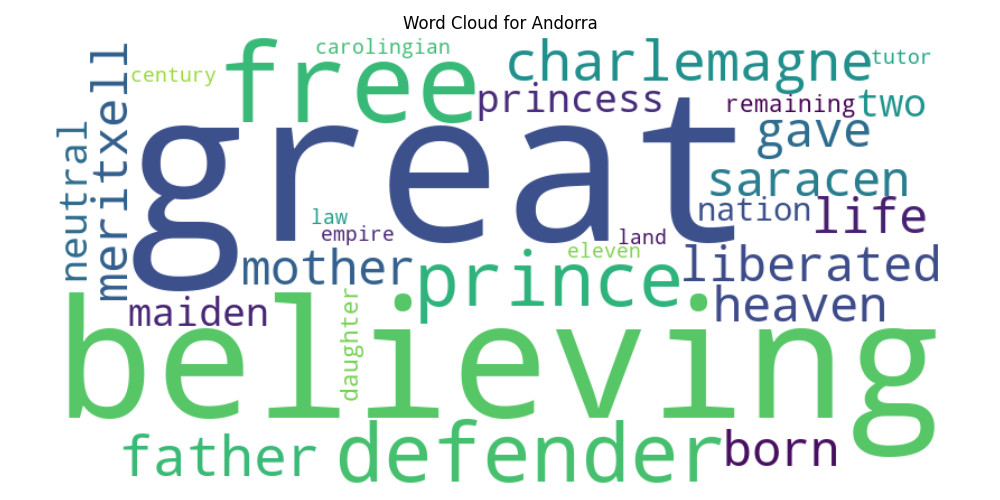 Word Cloud for Andorra
carolingian
century
free
charlemagne
tutor
meritxell
princess
remaining
two
great
gave
neutral
saracen
nation
life
law
empire
land
eleven
mother
prince
liberated
maiden
heaven
daughter
believing
father
defender
born